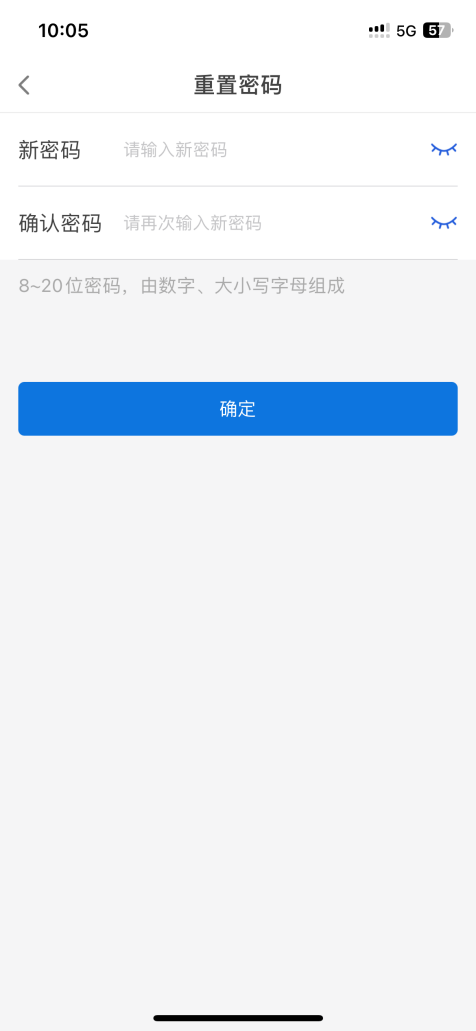 10:05 5G 57
重置密码
新密码 请输入新密码
确认密码 请再次输入新密码
8~20位密码，由数字、大小写字母组成
确定